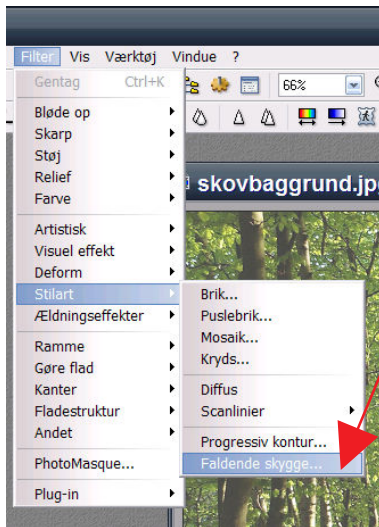 Filter Vis Værktøj Vindue ?
Gentag Ctrl+K
66%
Bløde op
Skarp
Støj
Relief
Farve
skovbaggrund.jp
Artistisk
Visuel effekt
Deform
Stilart
Ældningseffekter
Ramme
Gøre flad
Kanter
Fladestruktur
Andet
PhotoMasque...
Plug-in
Brik...
Puslebrik...
Mosaik...
Kryds...
Diffus
Scanlinier
Progressiv kontur...
Faldende skygge...